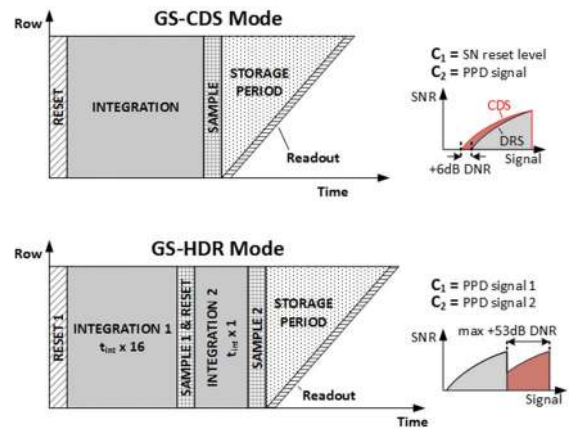 GS-CDS Mode
Row
RESET
INTEGRATION
SAMPLE
STORAGE
PERIOD
Readout
Time
C₁ = SN reset level
C₂ = PPD signal
SNR
CDS
DRS
Signal
+6dB DNR
GS-HDR Mode
Row
RESET 1
INTEGRATION 1
t_int x 16
SAMPLE 1 & RESET
INTEGRATION 2
t_int x 1
SAMPLE 2
STORAGE
PERIOD
Readout
Time
C₁ = PPD signal 1
C₂ = PPD signal 2
SNR
max +53dB DNR
Signal